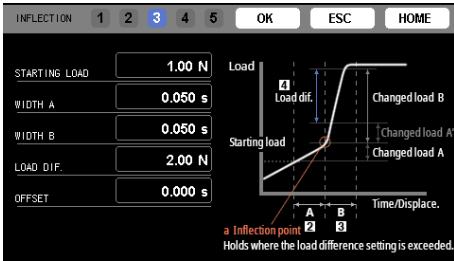 INFLECTION 1 2 3 4 5 OK ESC HOME
STARTING LOAD 1.00 N
WIDTH A 0.050 s
WIDTH B 0.050 s
LOAD DIF. 2.00 N
OFFSET 0.000 s
Load
4
Load dif.
Changed load B
Changed load A'
Starting load
Changed load A
Time/Displace.
A B
2 3
a Inflection point
Holds where the load difference setting is exceeded.